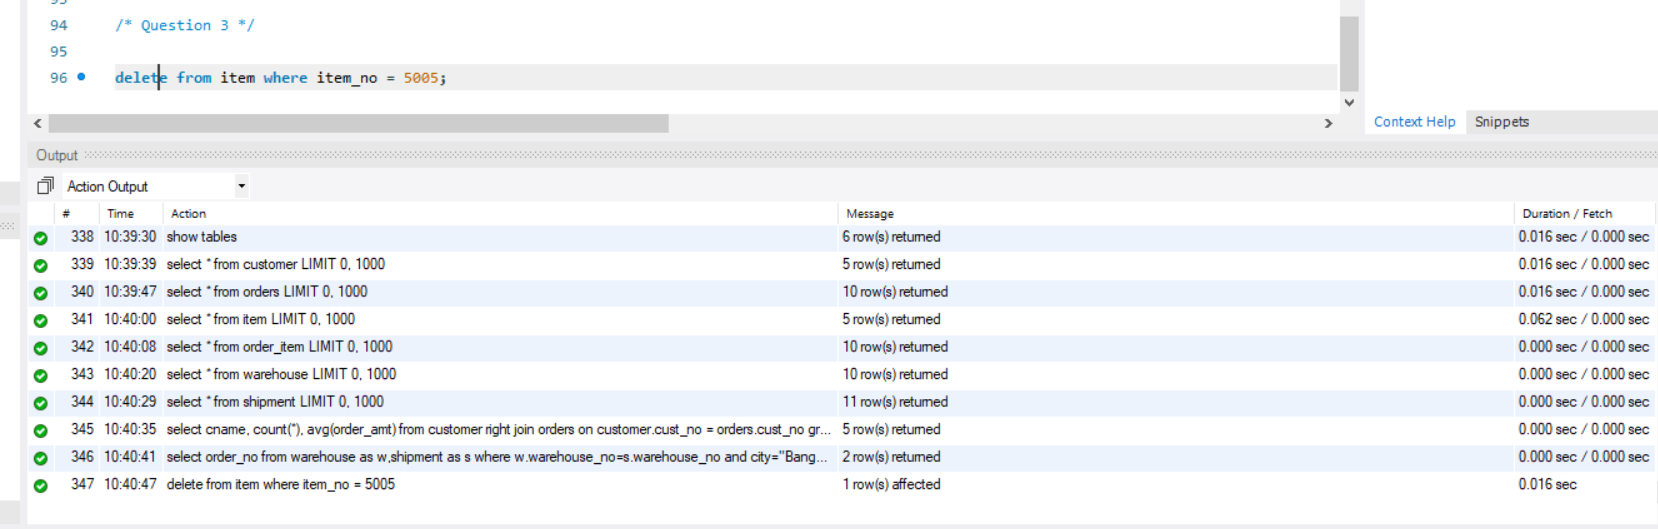 94 /* Question 3 */
95
96 delete from item where item_no = 5005;
Context Help Snippets
Output
Action Output
# Time Action Message Duration / Fetch
338 10:39:30 show tables 6 row(s) returned 0.016 sec / 0.000 sec
339 10:39:39 select * from customer LIMIT 0, 1000 5 row(s) returned 0.016 sec / 0.000 sec
340 10:39:47 select * from orders LIMIT 0, 1000 10 row(s) returned 0.016 sec / 0.000 sec
341 10:40:00 select * from item LIMIT 0, 1000 5 row(s) returned 0.062 sec / 0.000 sec
342 10:40:08 select * from order_item LIMIT 0, 1000 10 row(s) returned 0.000 sec / 0.000 sec
343 10:40:20 select * from warehouse LIMIT 0, 1000 10 row(s) returned 0.000 sec / 0.000 sec
344 10:40:29 select * from shipment LIMIT 0, 1000 11 row(s) returned 0.000 sec / 0.000 sec
345 10:40:35 select cname, count(*), avg(order_amt) from customer right join orders on customer.cust_no = orders.cust_no gr... 5 row(s) returned 0.000 sec / 0.000 sec
346 10:40:41 select order_no from warehouse as w,shipment as s where w.warehouse_no=s.warehouse_no and city="Bang... 2 row(s) returned 0.000 sec / 0.000 sec
347 10:40:47 delete from item where item_no = 5005 1 row(s) affected 0.016 sec